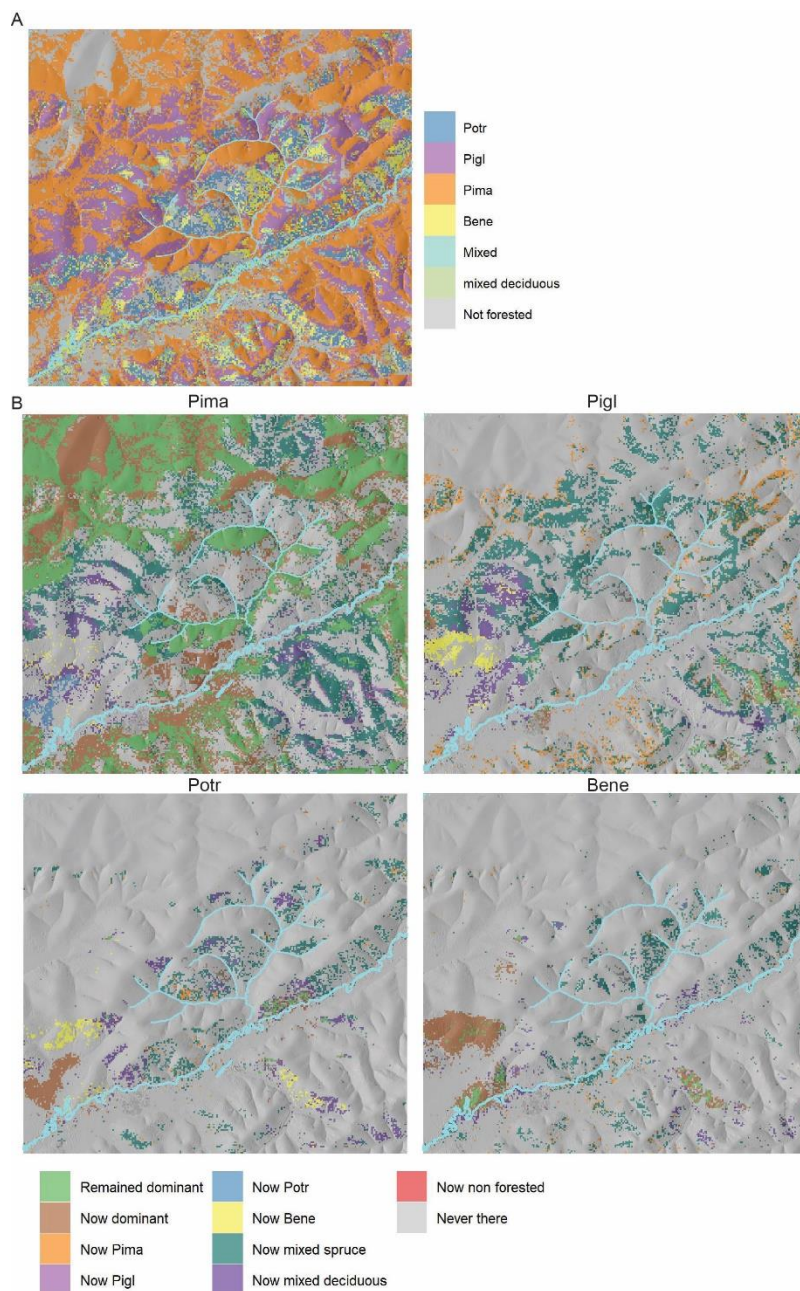 A
Potr
Pigl
Pima
Bene
Mixed
mixed deciduous
Not forested
B
Pima
Pigl
Potr
Bene
Remained dominant
Now dominant
Now Pima
Now Pigl
Now Potr
Now Bene
Now mixed spruce
Now mixed deciduous
Now non forested
Never there